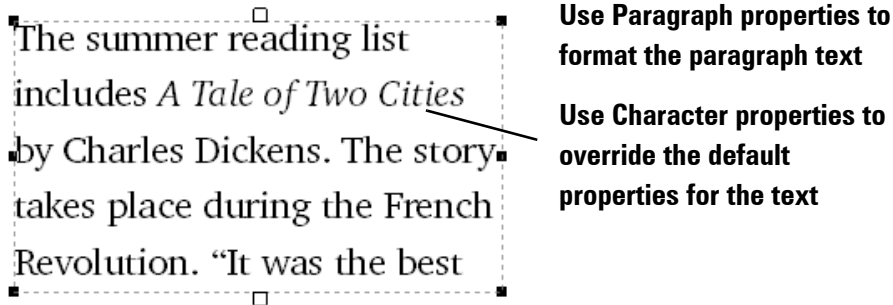 The summer reading list
includes A Tale of Two Cities
by Charles Dickens. The story
takes place during the French
Revolution. “It was the best
Use Paragraph properties to
format the paragraph text
Use Character properties to
override the default
properties for the text